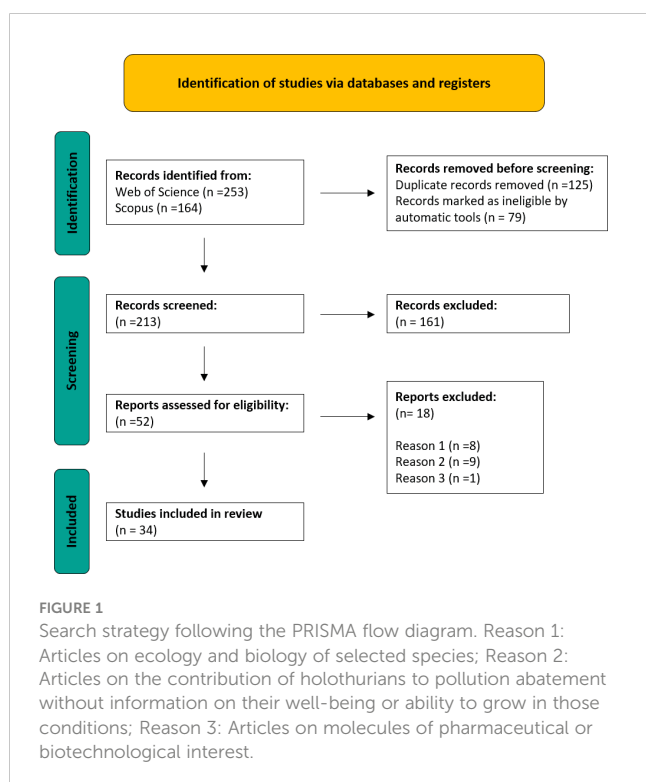 Identification of studies via databases and registers
Identification
Records identified from:
Web of Science (n =253)
Scopus (n =164)
Records removed before screening:
Duplicate records removed (n =125)
Records marked as ineligible by
automatic tools (n = 79)
Screening
Records screened:
(n =213)
Records excluded:
(n = 161)
Reports assessed for eligibility:
(n =52)
Reports excluded:
(n= 18)
Reason 1 (n =8)
Reason 2 (n =9)
Reason 3 (n =1)
Included
Studies included in review
(n = 34)
FIGURE 1
Search strategy following the PRISMA flow diagram. Reason 1:
Articles on ecology and biology of selected species; Reason 2:
Articles on the contribution of holothurians to pollution abatement
without information on their well-being or ability to grow in those
conditions; Reason 3: Articles on molecules of pharmaceutical or
biotechnological interest.